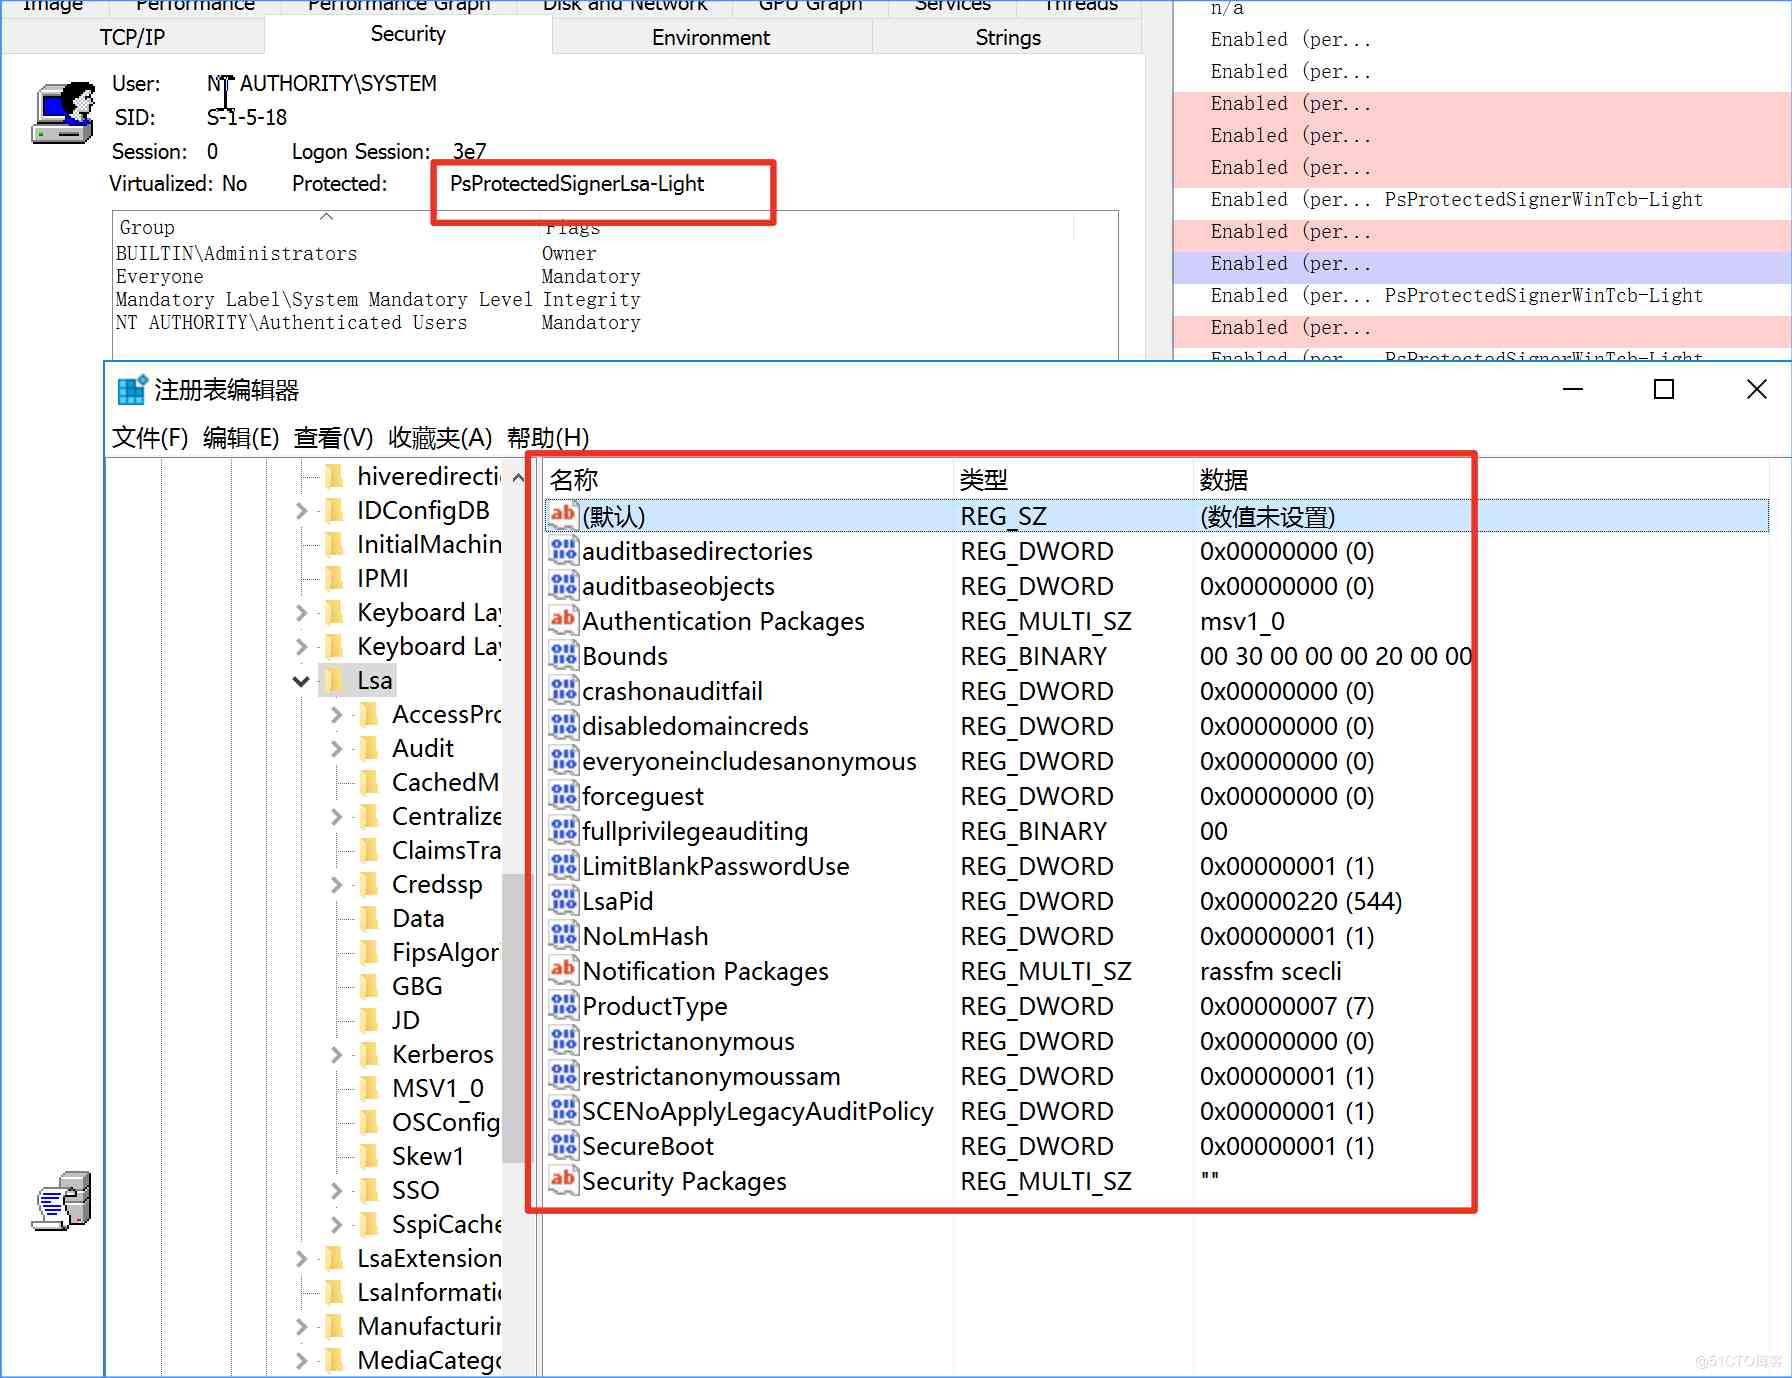 Image Performance Performance Graph Disk and Network GPU Graph Services Threads
TCP/IP Security Environment Strings
User: NT AUTHORITY\SYSTEM
SID: S-1-5-18
Session: 0 Logon Session: 3e7
Virtualized: No Protected: PsProtectedSignerLsa-Light
Group Flags
BUILTIN\Administrators Owner
Everyone Mandatory
Mandatory Label\System Mandatory Level Integrity
NT AUTHORITY\Authenticated Users Mandatory
n/a
Enabled (per...
Enabled (per...
Enabled (per...
Enabled (per...
Enabled (per...
Enabled (per... PsProtectedSignerWinTcb-Light
Enabled (per...
Enabled (per...
Enabled (per... PsProtectedSignerWinTcb-Light
Enabled (per...
Enabled (per... PsProtectedSignerWinTcb-Light
注册表编辑器
文件(F) 编辑(E) 查看(V) 收藏夹(A) 帮助(H)
hiveredirecti
IDConfigDB
InitialMachin
IPMI
Keyboard Lay
Keyboard Lay
Lsa
AccessPro
Audit
CachedM
Centralize
ClaimsTra
Credssp
Data
FipsAlgori
GBG
JD
Kerberos
MSV1_0
OSConfig
Skew1
SSO
SspiCache
LsaExtension
LsaInformatio
Manufacturin
MediaCatego
名称 类型 数据
(默认) REG_SZ (数值未设置)
auditbasedirectories REG_DWORD 0x00000000 (0)
auditbaseobjects REG_DWORD 0x00000000 (0)
Authentication Packages REG_MULTI_SZ msv1_0
Bounds REG_BINARY 00 30 00 00 00 20 00 00
crashonauditfail REG_DWORD 0x00000000 (0)
disabledomaincreds REG_DWORD 0x00000000 (0)
everyoneincludesanonymous REG_DWORD 0x00000000 (0)
forceguest REG_DWORD 0x00000000 (0)
fullprivilegeauditing REG_BINARY 00
LimitBlankPasswordUse REG_DWORD 0x00000001 (1)
LsaPid REG_DWORD 0x00000220 (544)
NoLmHash REG_DWORD 0x00000001 (1)
Notification Packages REG_MULTI_SZ rassfm scecli
ProductType REG_DWORD 0x00000007 (7)
restrictanonymous REG_DWORD 0x00000000 (0)
restrictanonymoussam REG_DWORD 0x00000001 (1)
SCENoApplyLegacyAuditPolicy REG_DWORD 0x00000001 (1)
SecureBoot REG_DWORD 0x00000001 (1)
Security Packages REG_MULTI_SZ ""
@51CTO博客